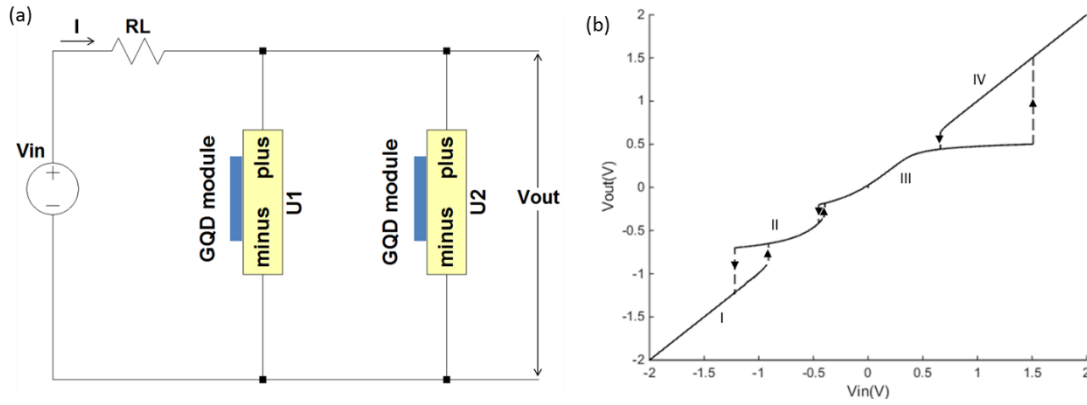 (a)
I
RL
Vin
GQD module
minus plus
U1
GQD module
minus plus
U2
Vout
(b)
Vout(V)
2
1.5
1
0.5
0
-0.5
-1
-1.5
-2
I
II
III
IV
-2 -1.5 -1 -0.5 0 0.5 1 1.5 2
Vin(V)